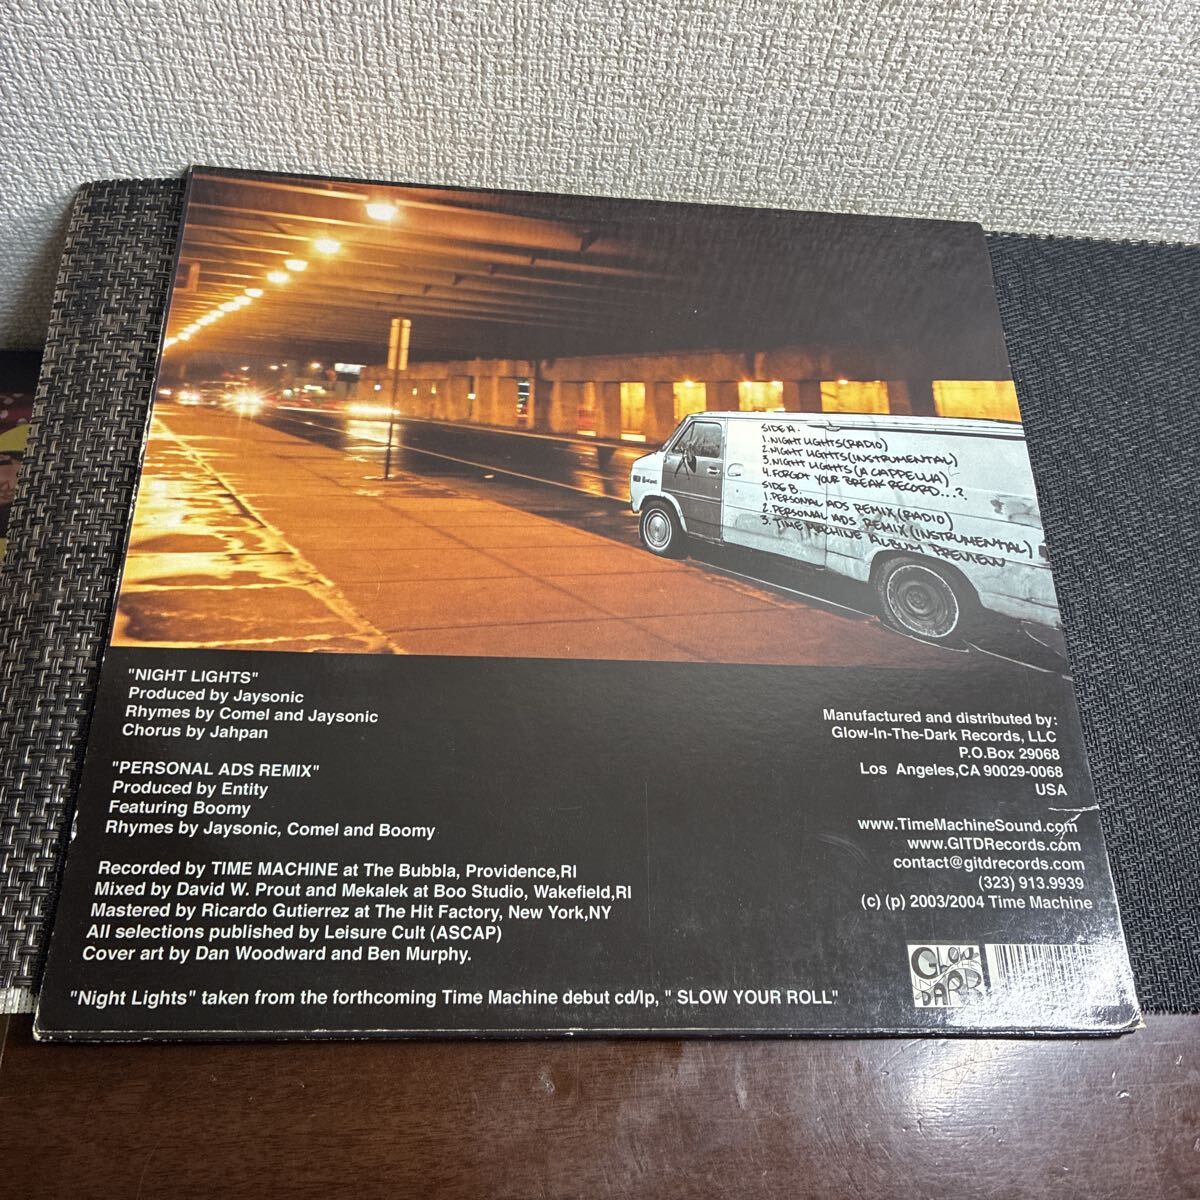 SIDE A.
1. NIGHT LIGHTS (RADIO)
2. NIGHT LIGHTS (INSTRUMENTAL)
3. NIGHT LIGHTS (A CAPPELLA)
4. FORGOT YOUR BREAK RECORD...?
SIDE B
1. PERSONAL ADS REMIX (RADIO)
2. PERSONAL ADS REMIX (INSTRUMENTAL)
3. TIME MACHINE ALBUM PREVIEW
"NIGHT LIGHTS"
Produced by Jaysonic
Rhymes by Comel and Jaysonic
Chorus by Jahpan
"PERSONAL ADS REMIX"
Produced by Entity
Featuring Boomy
Rhymes by Jaysonic, Comel and Boomy
Recorded by TIME MACHINE at The Bubbla, Providence,RI
Mixed by David W. Prout and Mekalek at Boo Studio, Wakefield,RI
Mastered by Ricardo Gutierrez at The Hit Factory, New York,NY
All selections published by Leisure Cult (ASCAP)
Cover art by Dan Woodward and Ben Murphy.
"Night Lights" taken from the forthcoming Time Machine debut cd/lp, " SLOW YOUR ROLL"
Manufactured and distributed by:
Glow-In-The-Dark Records, LLC
P.O.Box 29068
Los Angeles,CA 90029-0068
USA
www.TimeMachineSound.com
www.GITDRecords.com
contact@gitdrecords.com
(323) 913.9939
(c) (p) 2003/2004 Time Machine
GLOW
DARK